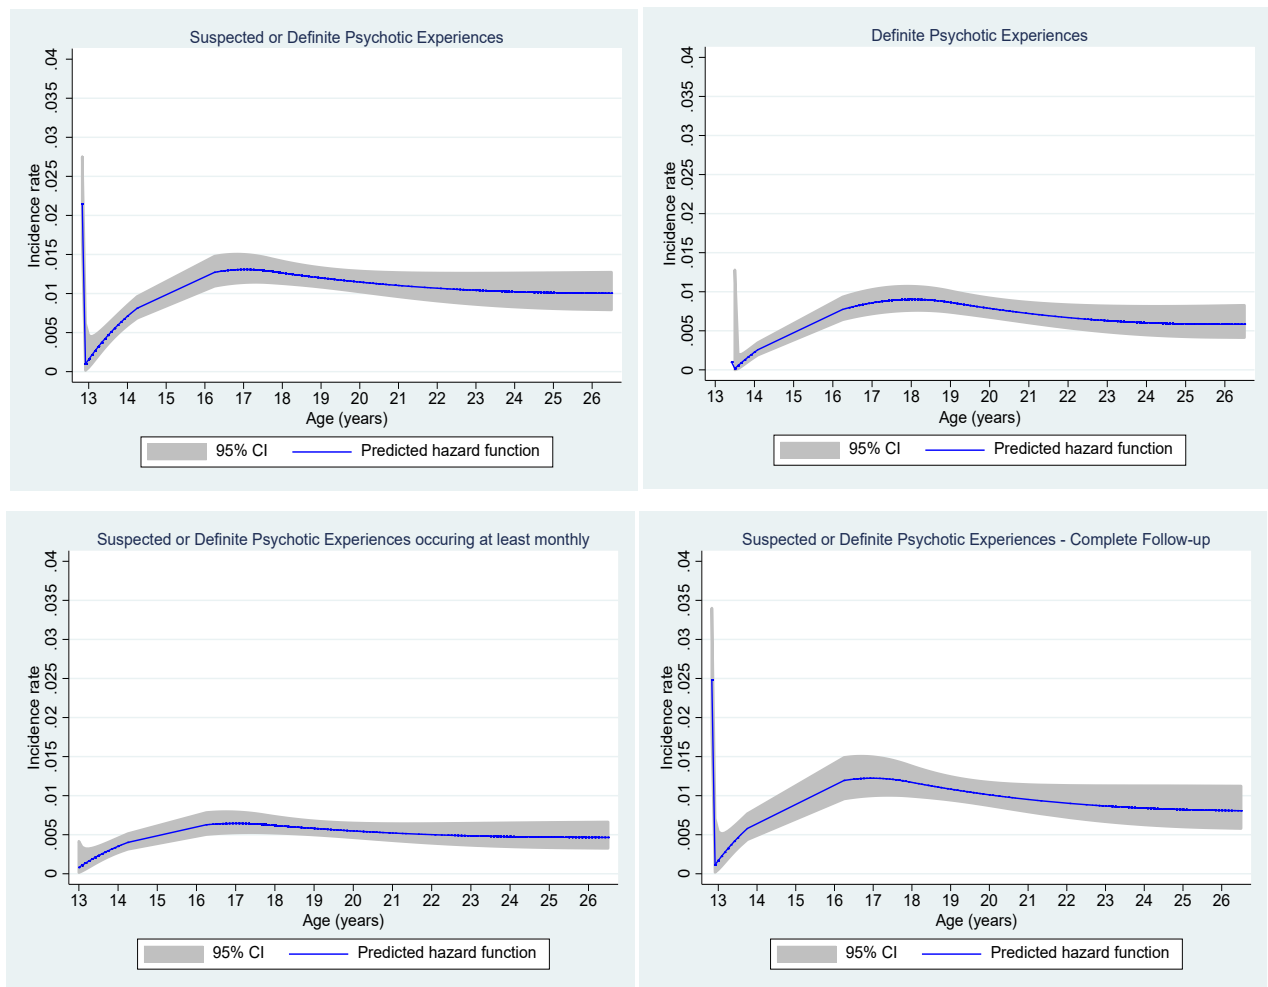 Suspected or Definite Psychotic Experiences
Incidence rate
.04
.035
.03
.025
.02
.015
.01
.005
0
13 14 15 16 17 18 19 20 21 22 23 24 25 26
Age (years)
95% CI Predicted hazard function
Definite Psychotic Experiences
Incidence rate
.04
.035
.03
.025
.02
.015
.01
.005
0
13 14 15 16 17 18 19 20 21 22 23 24 25 26
Age (years)
95% CI Predicted hazard function
Suspected or Definite Psychotic Experiences occuring at least monthly
Incidence rate
.04
.035
.03
.025
.02
.015
.01
.005
0
13 14 15 16 17 18 19 20 21 22 23 24 25 26
Age (years)
95% CI Predicted hazard function
Suspected or Definite Psychotic Experiences - Complete Follow-up
Incidence rate
.04
.035
.03
.025
.02
.015
.01
.005
0
13 14 15 16 17 18 19 20 21 22 23 24 25 26
Age (years)
95% CI Predicted hazard function